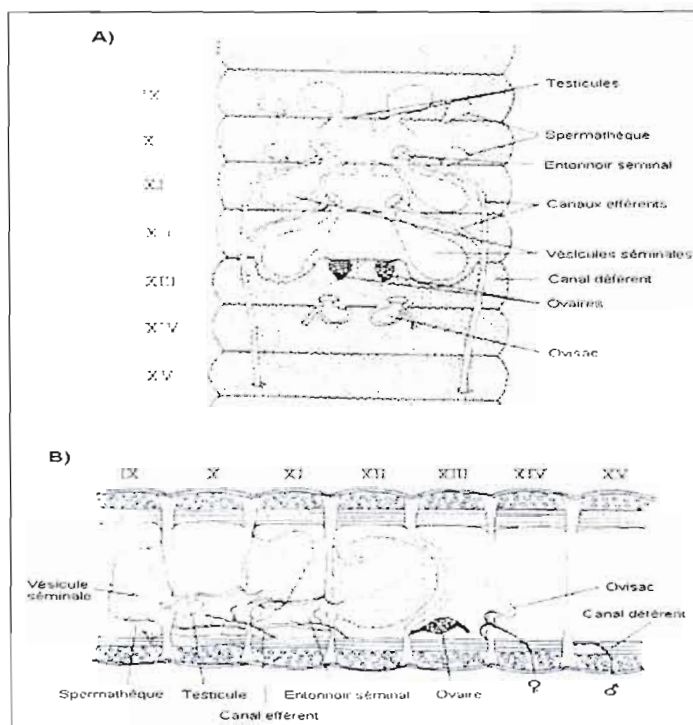 A)
Testicules
IX
Spermathèque
X
Entonnoir séminal
XI
Canaux efférents
XII
Vésicules séminales
Canal déférent
XIII
Ovaires
XIV
Ovisac
XV
B)
IX X XI XII XIII XIV XV
Vésicule
séminale
Ovisac
Canal déférent
Spermathèque Testicule Entonnoir séminal Ovaire ♀ ♂
Canal efférent